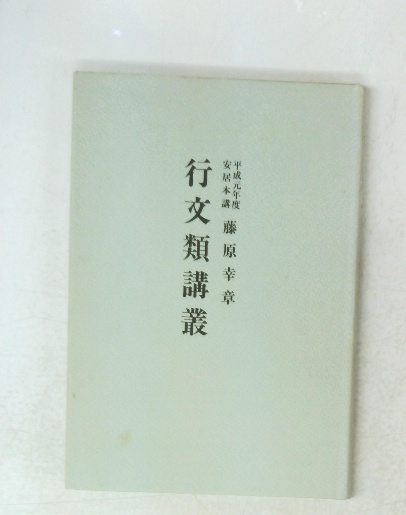 平成元年度
安居本講
藤原幸章
行文類講叢